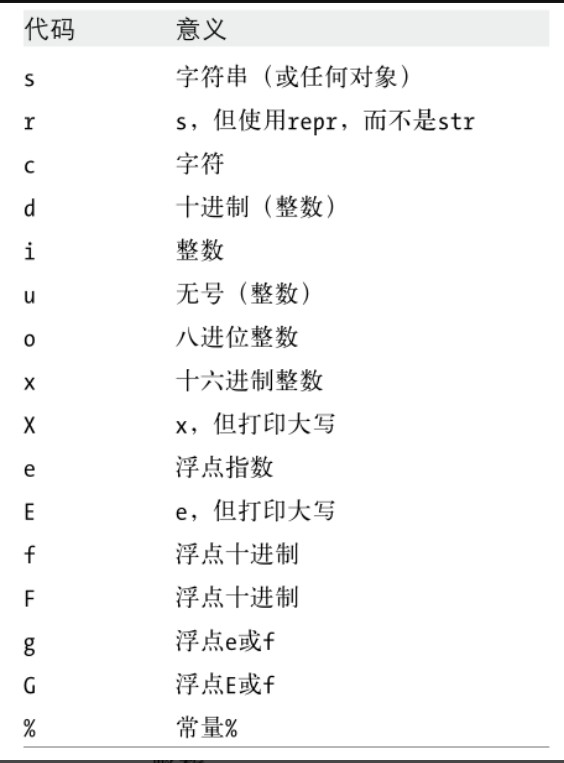 代码 意义
s 字符串（或任何对象）
r s，但使用repr，而不是str
c 字符
d 十进制（整数）
i 整数
u 无号（整数）
o 八进位整数
x 十六进制整数
X x，但打印大写
e 浮点指数
E e，但打印大写
f 浮点十进制
F 浮点十进制
g 浮点e或f
G 浮点E或f
% 常量%